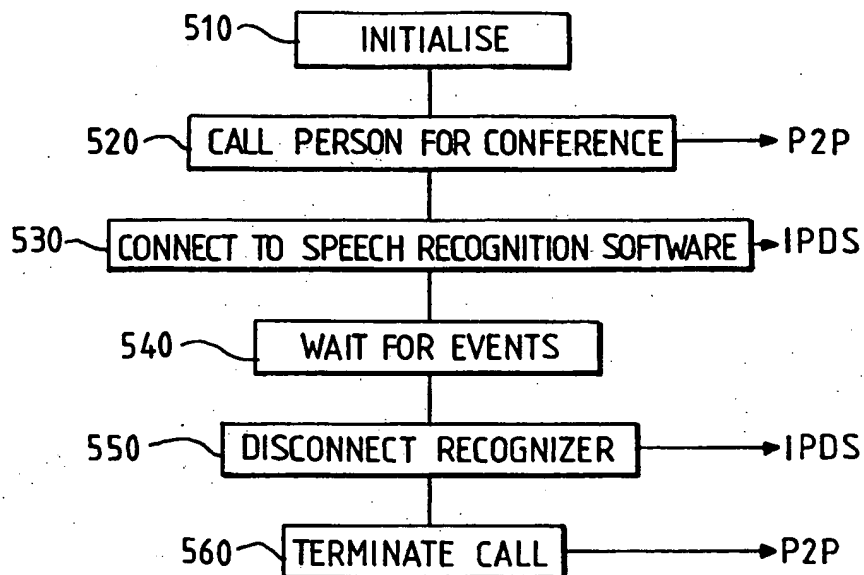 510 INITIALISE
520 CALL PERSON FOR CONFERENCE P2P
530 CONNECT TO SPEECH RECOGNITION SOFTWARE IPDS
540 WAIT FOR EVENTS
550 DISCONNECT RECOGNIZER IPDS
560 TERMINATE CALL P2P